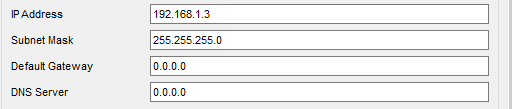 IP Address 192.168.1.3
Subnet Mask 255.255.255.0
Default Gateway 0.0.0.0
DNS Server 0.0.0.0